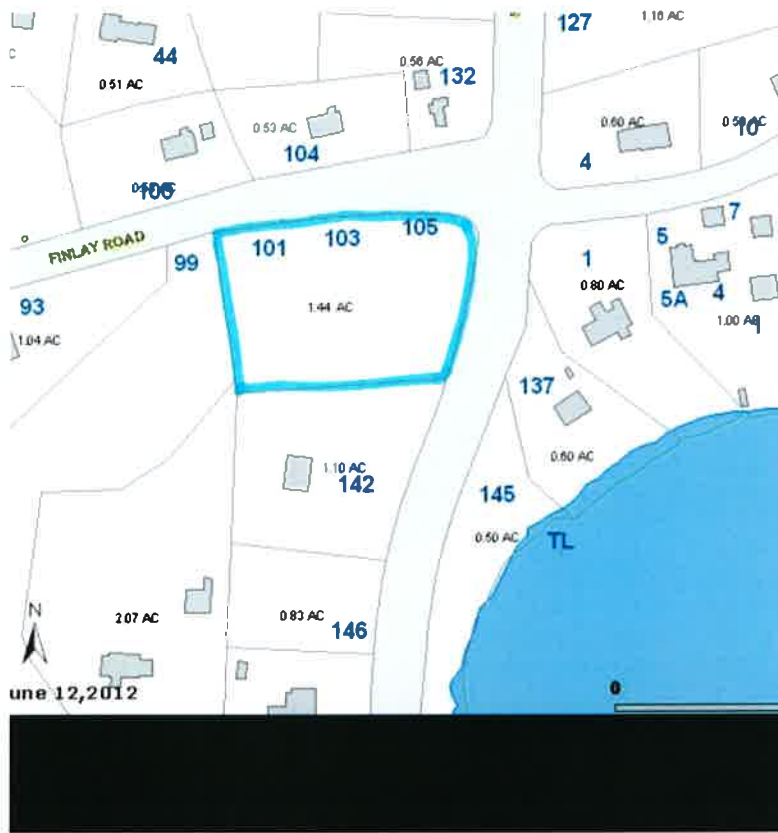 127
1.16 AC
44
0.56 AC
132
0.51 AC
0.53 AC
104
0.60 AC
10
4
106
7
FINLAY ROAD
99
101
103
105
5
1
0.80 AC
5A
4
1.00 AC
93
1.04 AC
1.44 AC
137
0.60 AC
1.10 AC
142
145
0.50 AC
TL
N
2.07 AC
0.83 AC
146
une 12,2012
0